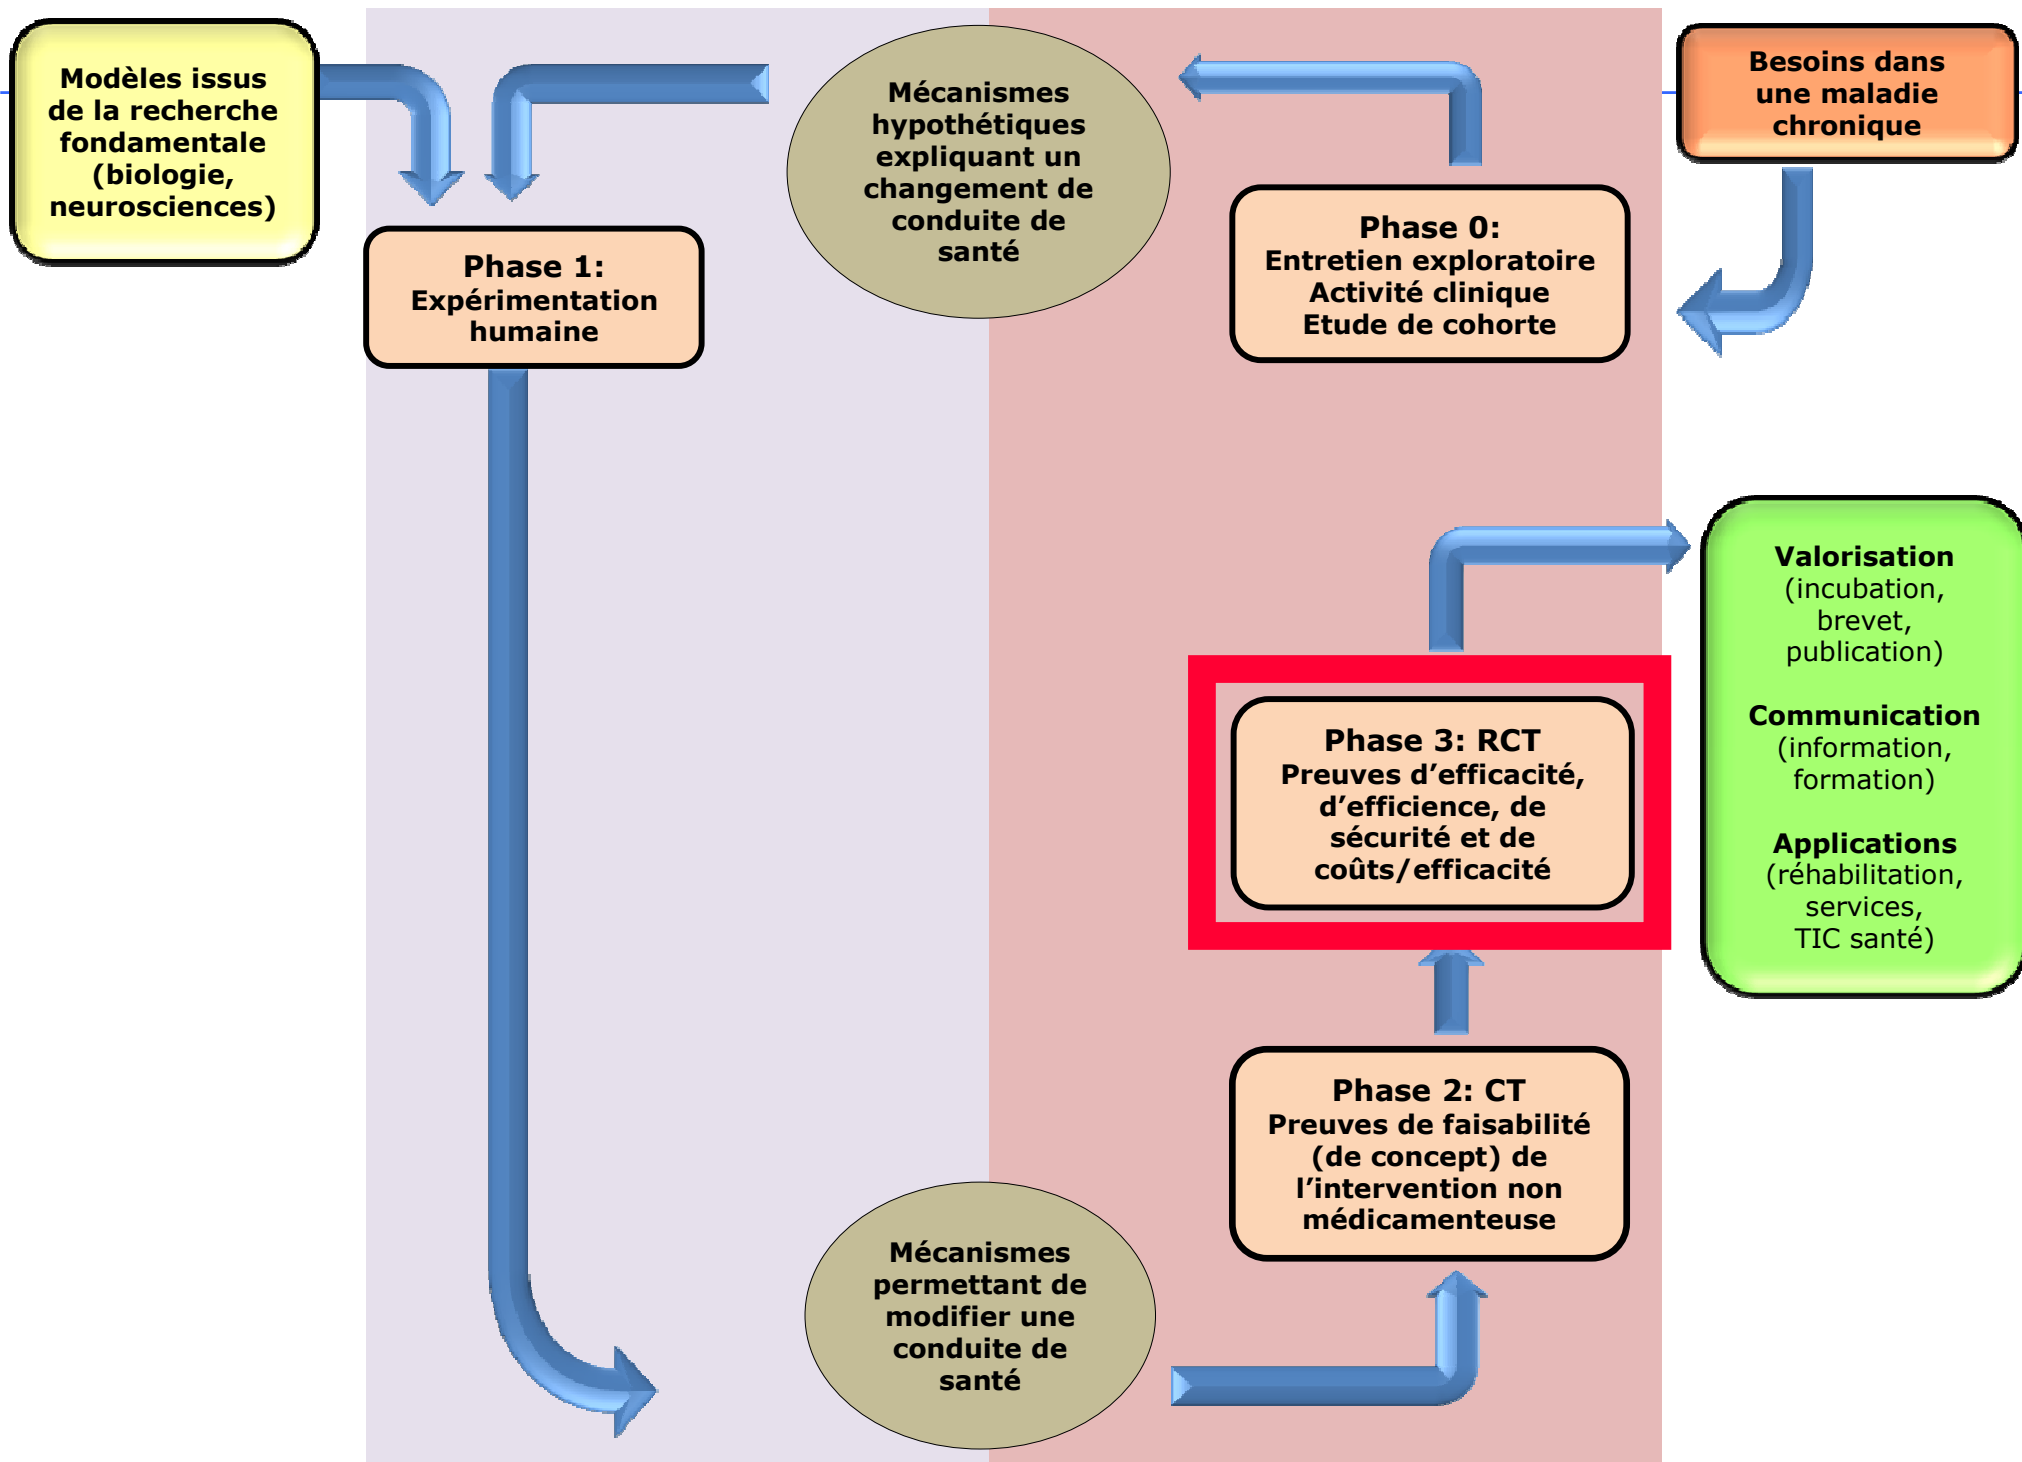 Modèles issus
de la recherche
fondamentale
(biologie,
neurosciences)
Mécanismes
hypothétiques
expliquant un
changement de
conduite de
santé
Besoins dans
une maladie
chronique
Phase 1:
Expérimentation
humaine
Phase 0:
Entretien exploratoire
Activité clinique
Etude de cohorte
Valorisation
(incubation,
brevet,
publication)
Communication
(information,
formation)
Applications
(réhabilitation,
services,
TIC santé)
Phase 3: RCT
Preuves d’efficacité,
d’efficience, de
sécurité et de
coûts/efficacité
Phase 2: CT
Preuves de faisabilité
(de concept) de
l’intervention non
médicamenteuse
Mécanismes
permettant de
modifier une
conduite de
santé